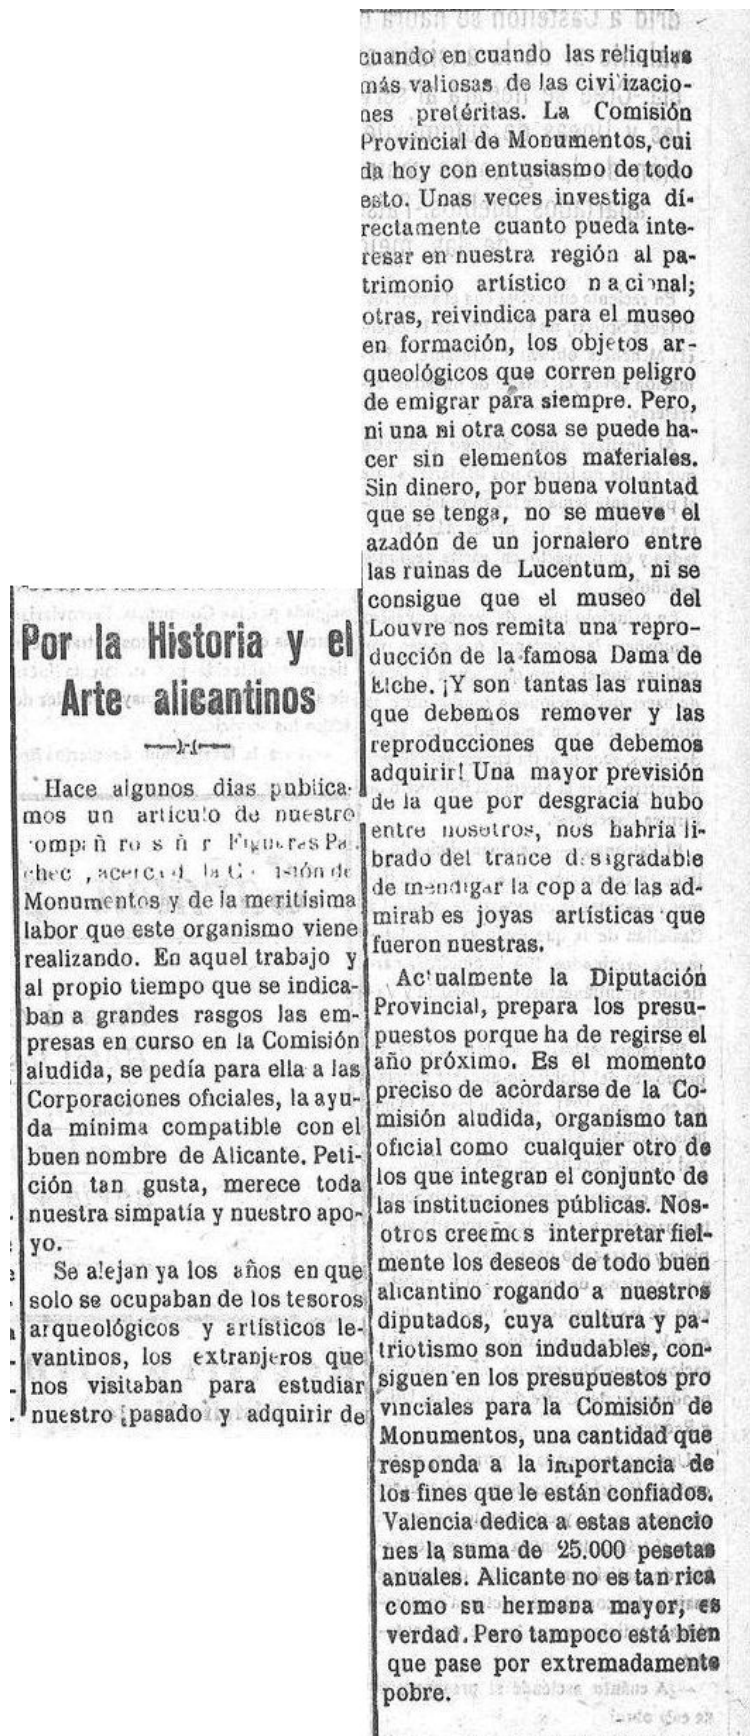 Por la Historia y el
Arte alicantinos
Hace algunos dias publica-
mos un artículo de nuestro
Figueras Pa
chec , acerca d la C isión de
Monumentos y de la meritísima
labor que este organismo viene
realizando. En aquel trabajo y
al propio tiempo que se indica-
ban a grandes rasgos las em-
presas en curso en la Comisión
aludida, se pedía para ella a las
Corporaciones oficiales, la ayu-
da mínima compatible con el
buen nombre de Alicante. Peti-
ción tan gusta, merece toda
nuestra simpatía y nuestro apo-
yo.
Se alejan ya los años en que
solo se ocupaban de los tesoros
arqueológicos y artísticos le-
vantinos, los extranjeros que
nos visitaban para estudiar
nuestro pasado y adquirir de
cuando en cuando las reliquias
más valiosas de las civilizacio-
nes pretéritas. La Comisión
Provincial de Monumentos, cui
da hoy con entusiasmo de todo
esto. Unas veces investiga di-
rectamente cuanto pueda inte-
resar en nuestra región al pa-
trimonio artístico nacional;
otras, reivindica para el museo
en formación, los objetos ar-
queológicos que corren peligro
de emigrar para siempre. Pero,
ni una ni otra cosa se puede ha-
cer sin elementos materiales.
Sin dinero, por buena voluntad
que se tenga, no se mueve el
azadón de un jornalero entre
las ruinas de Lucentum, ni se
consigue que el museo del
Louvre nos remita una repro-
ducción de la famosa Dama de
Elche. ¡Y son tantas las ruinas
que debemos remover y las
reproducciones que debemos
adquirir! Una mayor previsión
de la que por desgracia hubo
entre nosotros, nos habría li-
brado del trance d sigradable
de mendigar la cop a de las ad-
mirab es joyas artísticas que
fueron nuestras.
Actualmente la Diputación
Provincial, prepara los presu-
puestos porque ha de regirse el
año próximo. Es el momento
preciso de acordarse de la Co-
misión aludida, organismo tan
oficial como cualquier otro de
los que integran el conjunto de
las instituciones públicas. Nos-
otros creemos interpretar fiel-
mente los deseos de todo buen
alicantino rogando a nuestros
diputados, cuya cultura y pa-
triotismo son indudables, con-
siguen en los presupuestos pro
vinciales para la Comisión de
Monumentos, una cantidad que
responda a la importancia de
los fines que le están confiados.
Valencia dedica a estas atencio
nes la suma de 25.000 pesetas
anuales. Alicante no es tan rica
como su hermana mayor, es
verdad. Pero tampoco está bien
que pase por extremadamente
pobre.